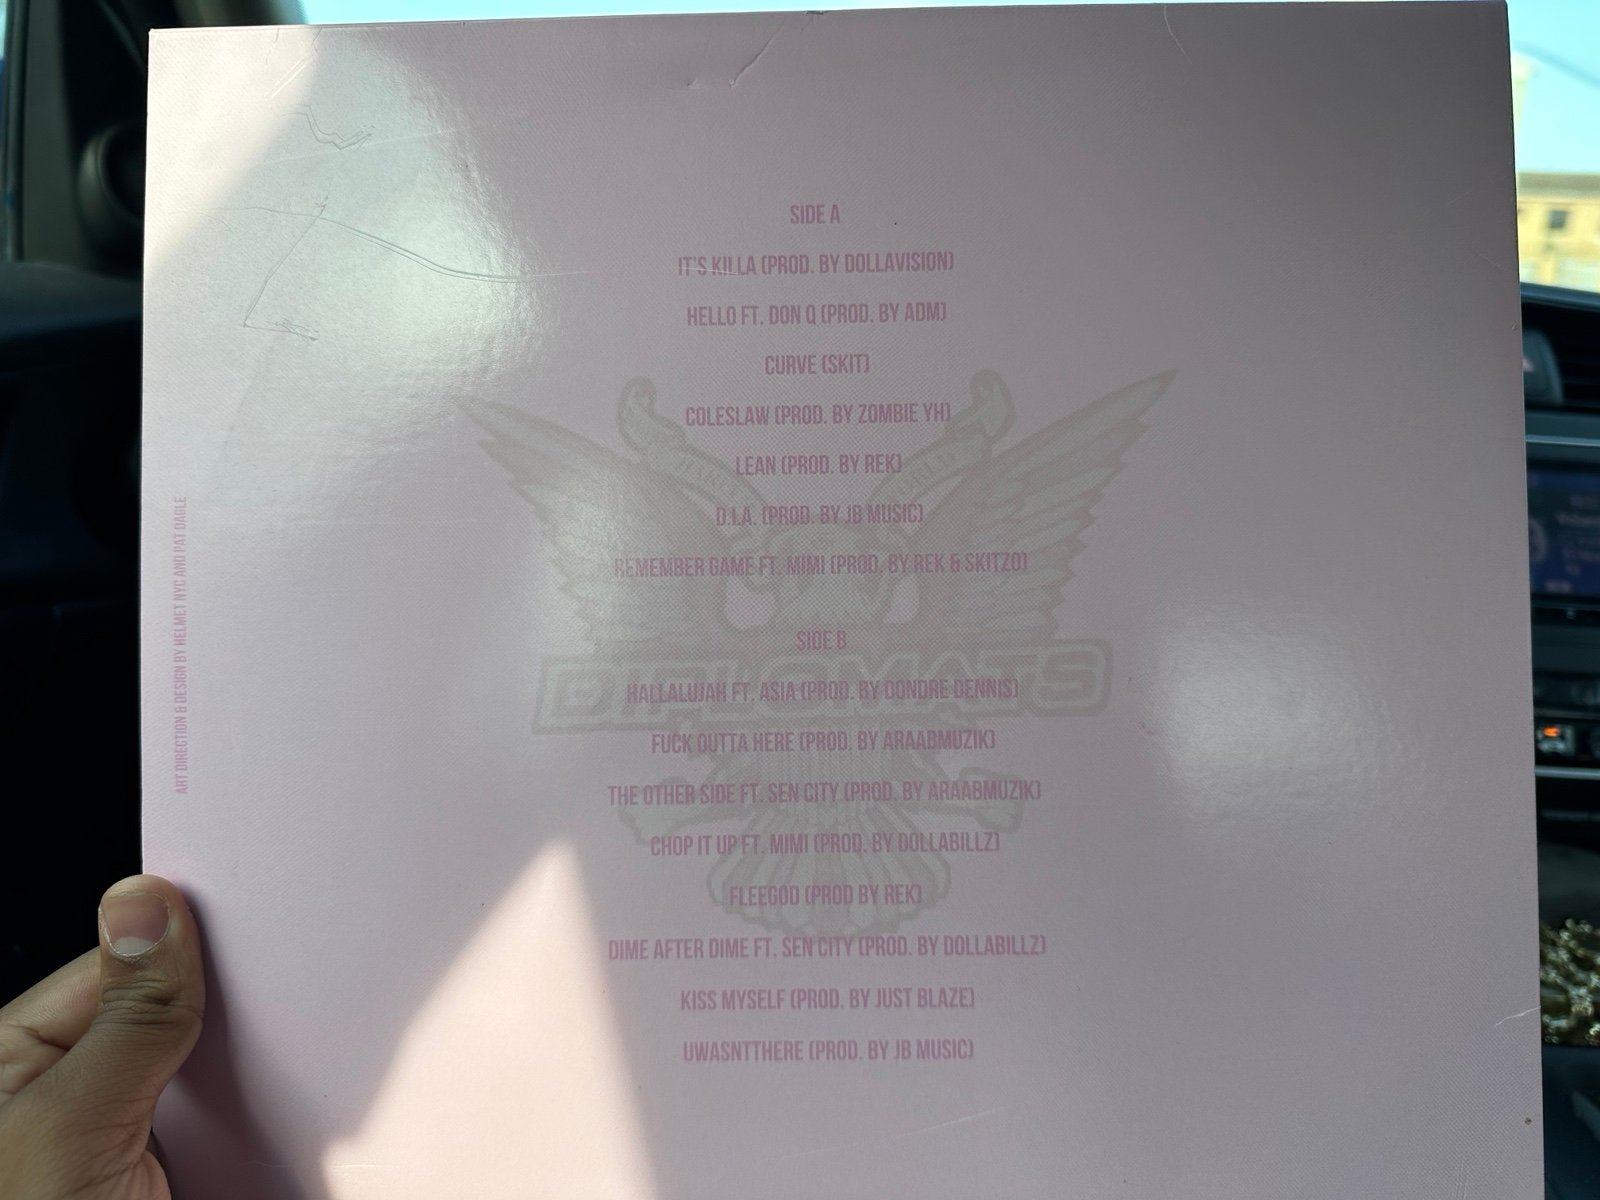 SIDE A
IT'S KILLA (PROD. BY DOLLAVISION)
HELLO FT. DON Q (PROD. BY ADM)
CURVE (SKIT)
COLESLAW (PROD. BY ZOMBIE YH)
LEAN (PROD. BY REK)
D.I.A. (PROD. BY JB MUSIC)
REMEMBER GAME FT. MIMI (PROD. BY REK & SKITZO)
SIDE B
HALLALUJAH FT. ASIA (PROD. BY DONDRE DENNIS)
FUCK OUTTA HERE (PROD. BY ARAABMUZIK)
THE OTHER SIDE FT. SEN CITY (PROD. BY ARAABMUZIK)
CHOP IT UP FT. MIMI (PROD. BY DOLLABILLZ)
FLEEGOD (PROD BY REK)
DIME AFTER DIME FT. SEN CITY (PROD. BY DOLLABILLZ)
KISS MYSELF (PROD. BY JUST BLAZE)
UWASNTTHERE (PROD. BY JB MUSIC)
DIPLOMATS
ART DIRECTION & DESIGN BY HELMET NYC AND PAT DAGLE